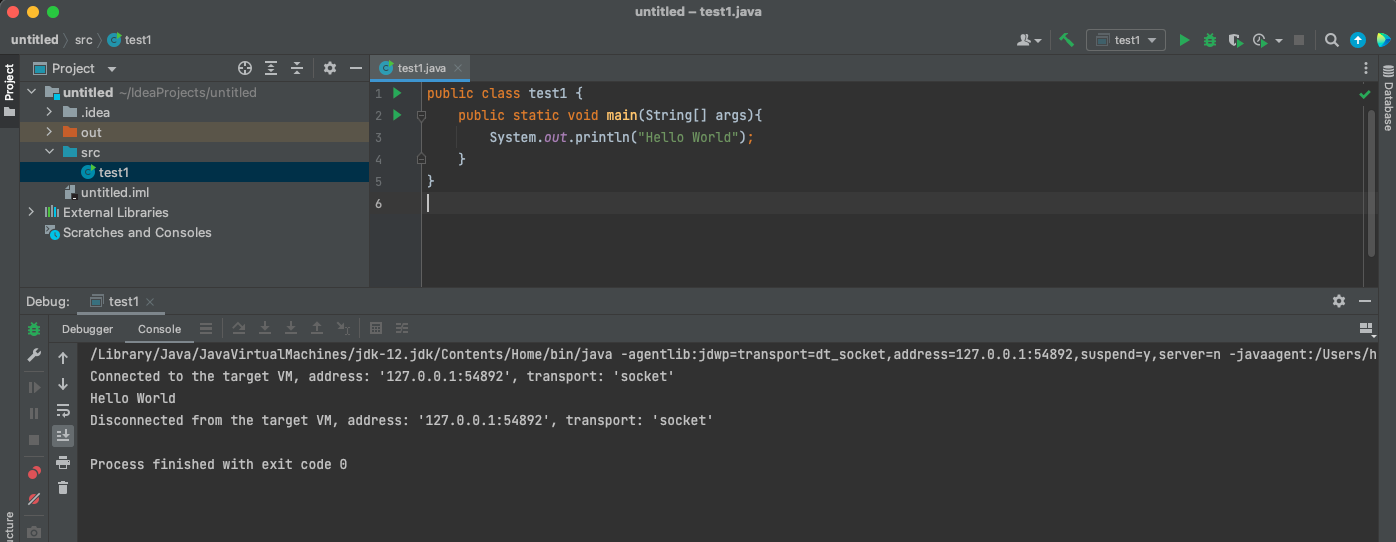 untitled – test1.java
untitled src test1
test1
Project
Project
test1.java
untitled ~/IdeaProjects/untitled
.idea
out
src
test1
untitled.iml
External Libraries
Scratches and Consoles
1 public class test1 {
2 public static void main(String[] args){
3 System.out.println("Hello World");
4 }
5 }
6
Database
Debug: test1
Debugger Console
/Library/Java/JavaVirtualMachines/jdk-12.jdk/Contents/Home/bin/java -agentlib:jdwp=transport=dt_socket,address=127.0.0.1:54892,suspend=y,server=n -javaagent:/Users/h
Connected to the target VM, address: '127.0.0.1:54892', transport: 'socket'
Hello World
Disconnected from the target VM, address: '127.0.0.1:54892', transport: 'socket'
Process finished with exit code 0
cture